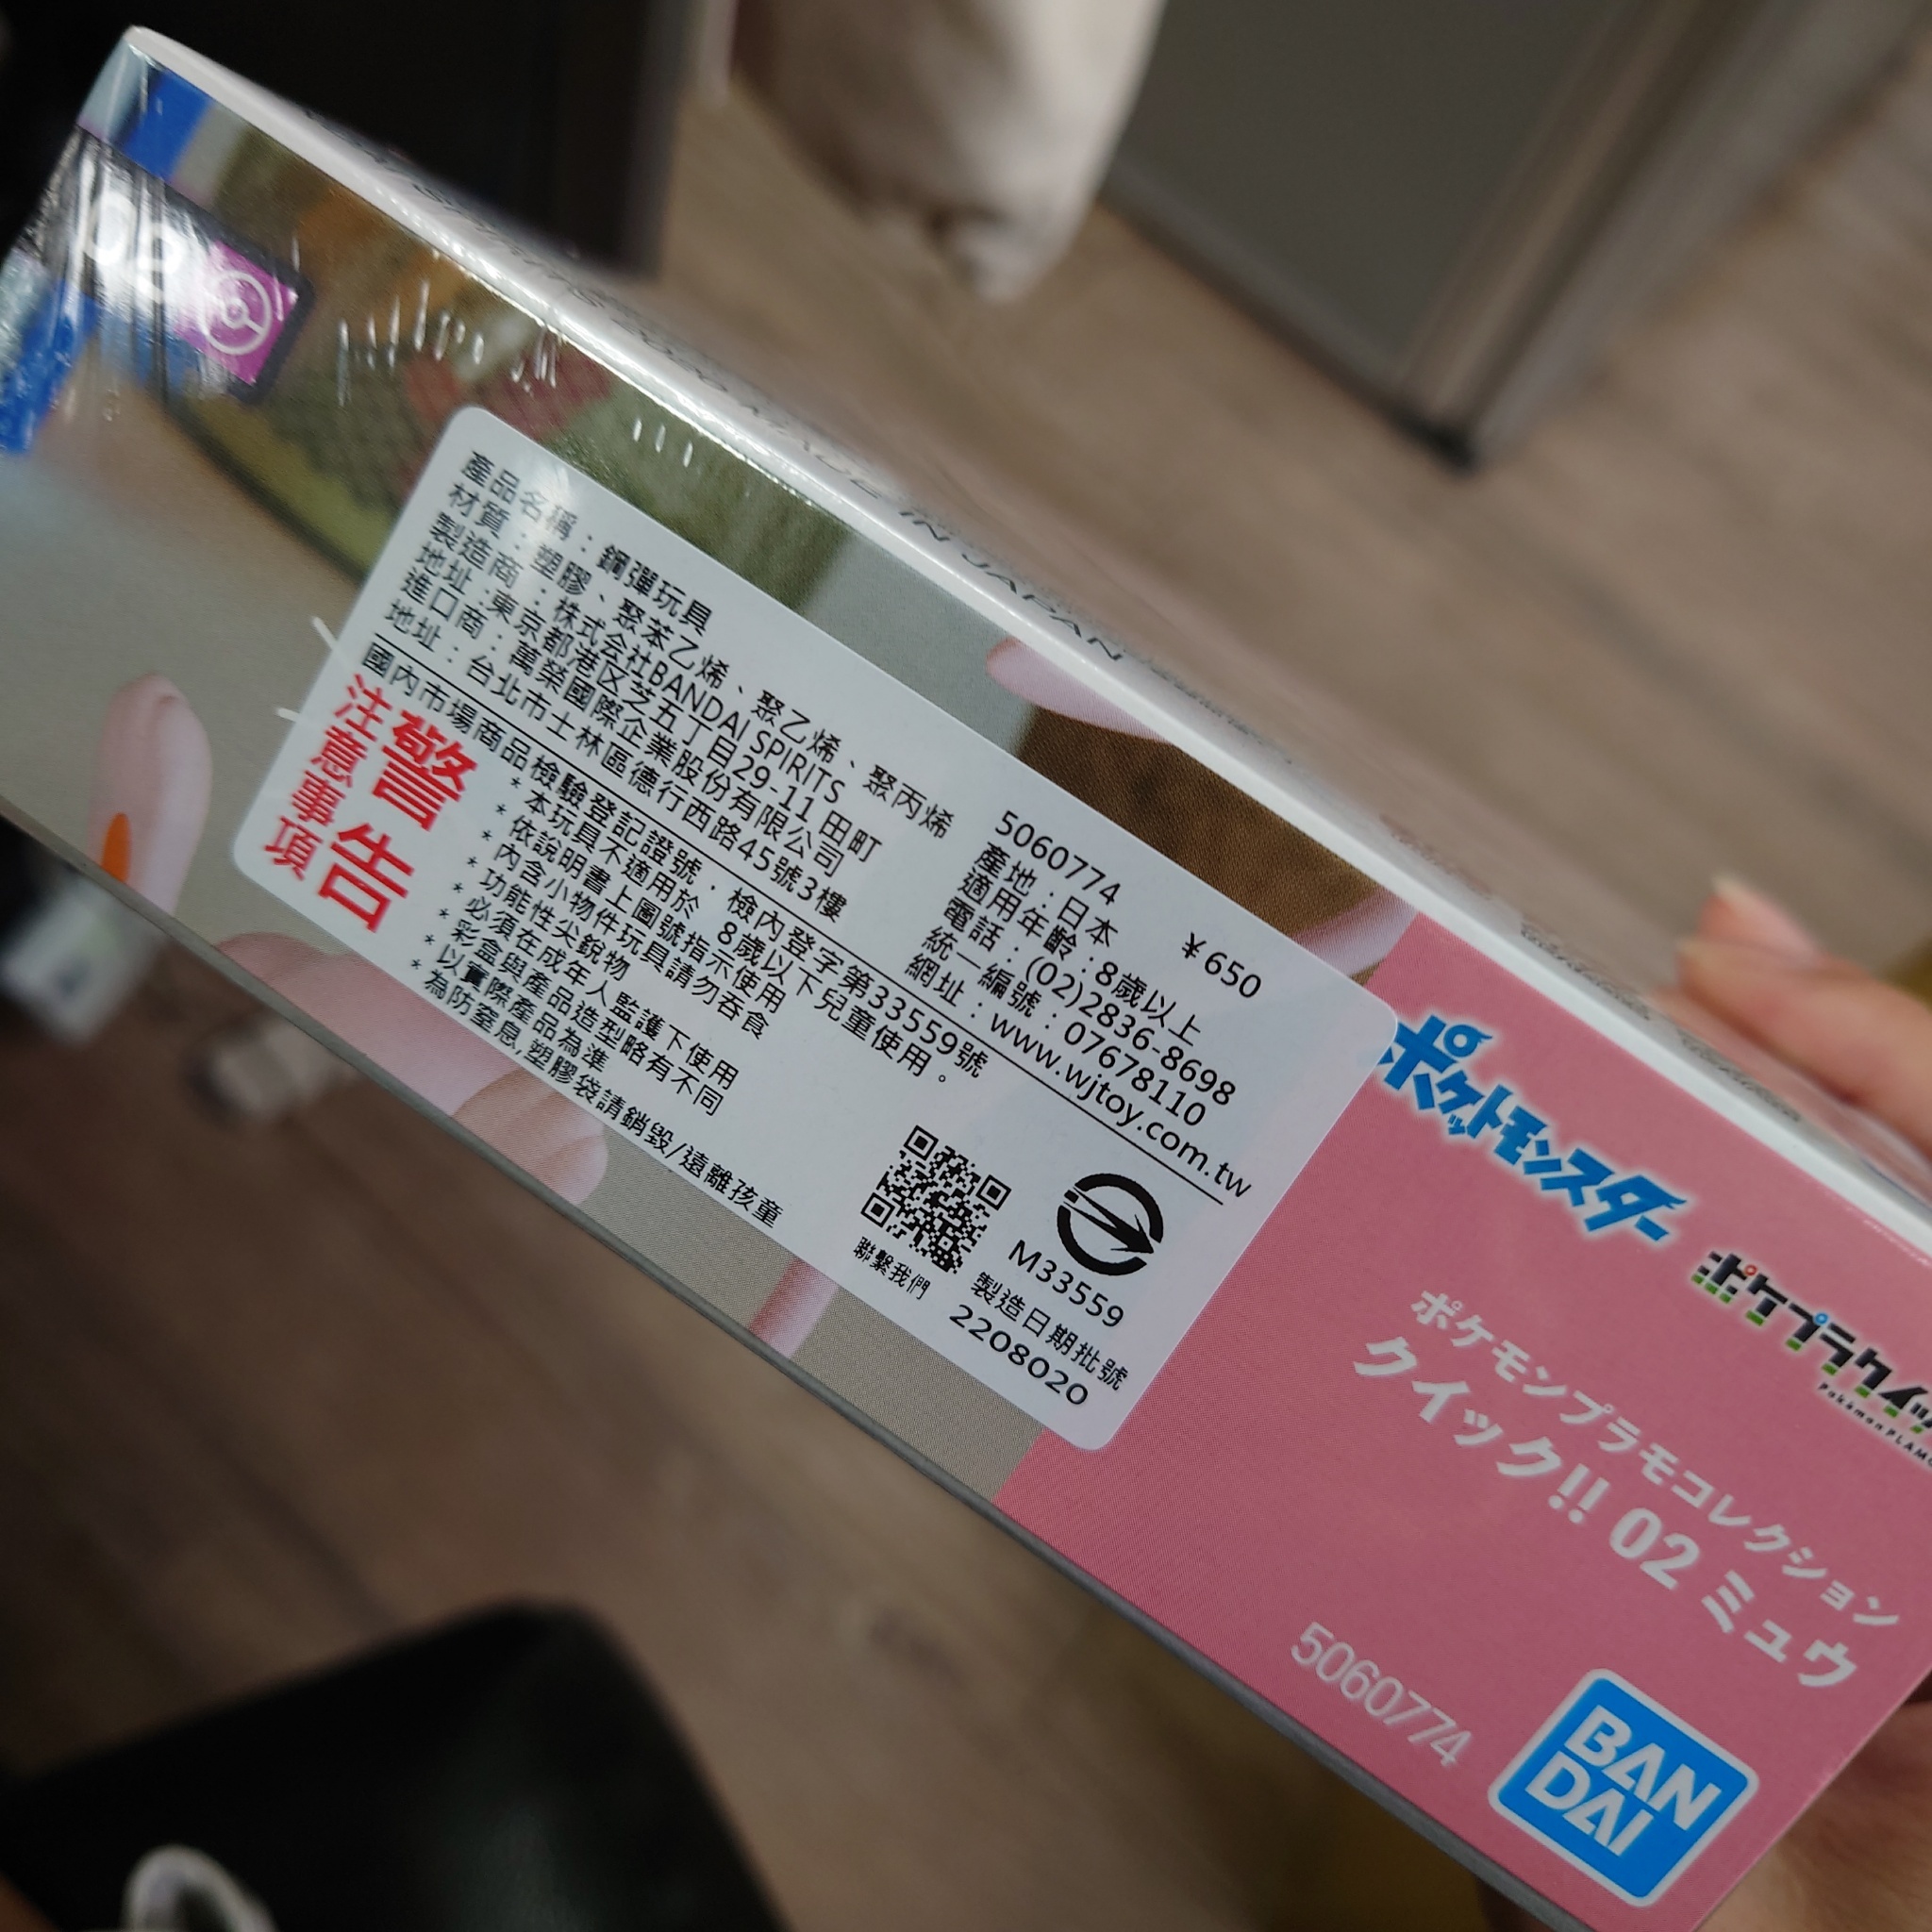 產品名稱：鋼彈玩具
材質：塑膠、聚苯乙烯、聚乙烯、聚丙烯
製造商：株式会社BANDAI SPIRITS
地址：東京都港区芝五丁目29-11 田町
進口商：萬榮國際企業股份有限公司
地址：台北市士林區德行西路45號3樓
5060774 ￥650
產地：日本
適用年齡：8歲以上
電話：(02)2836-8698
統一編號：07678110
網址：www.wjtoy.com.tw
國內市場商品檢驗登記證號．檢內登字第33559號
警告
注意事項
* 本玩具不適用於 8歲以下兒童使用。
* 依說明書上圖號指示使用
* 內含小物件玩具請勿吞食
* 功能性尖銳物
* 必須在成年人監護下使用
* 彩盒與產品造型略有不同
* 以實際產品為準
* 為防窒息,塑膠袋請銷毀/遠離孩童
聯繫我們
M33559
製造日期批號
2208020
ポケットモンスター
ポケプラクイッ
ポケモンプラモコレクション
クイック!! 02 ミュウ
5060774
BAN
DAI
IN JAPAN